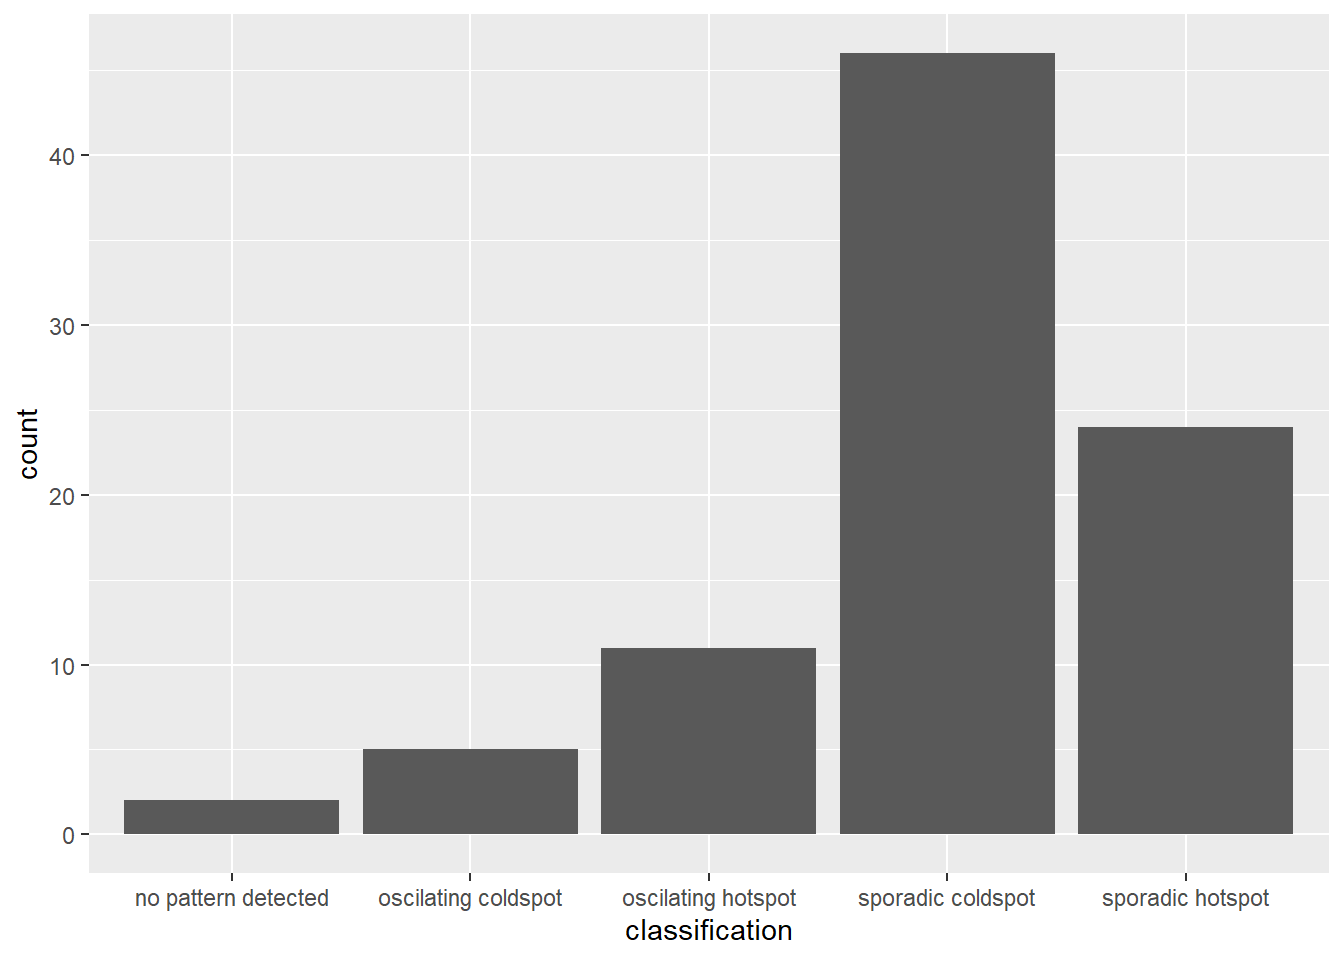 count
40
30
20
10
0
no pattern detected
oscilating coldspot
oscilating hotspot
sporadic coldspot
sporadic hotspot
classification